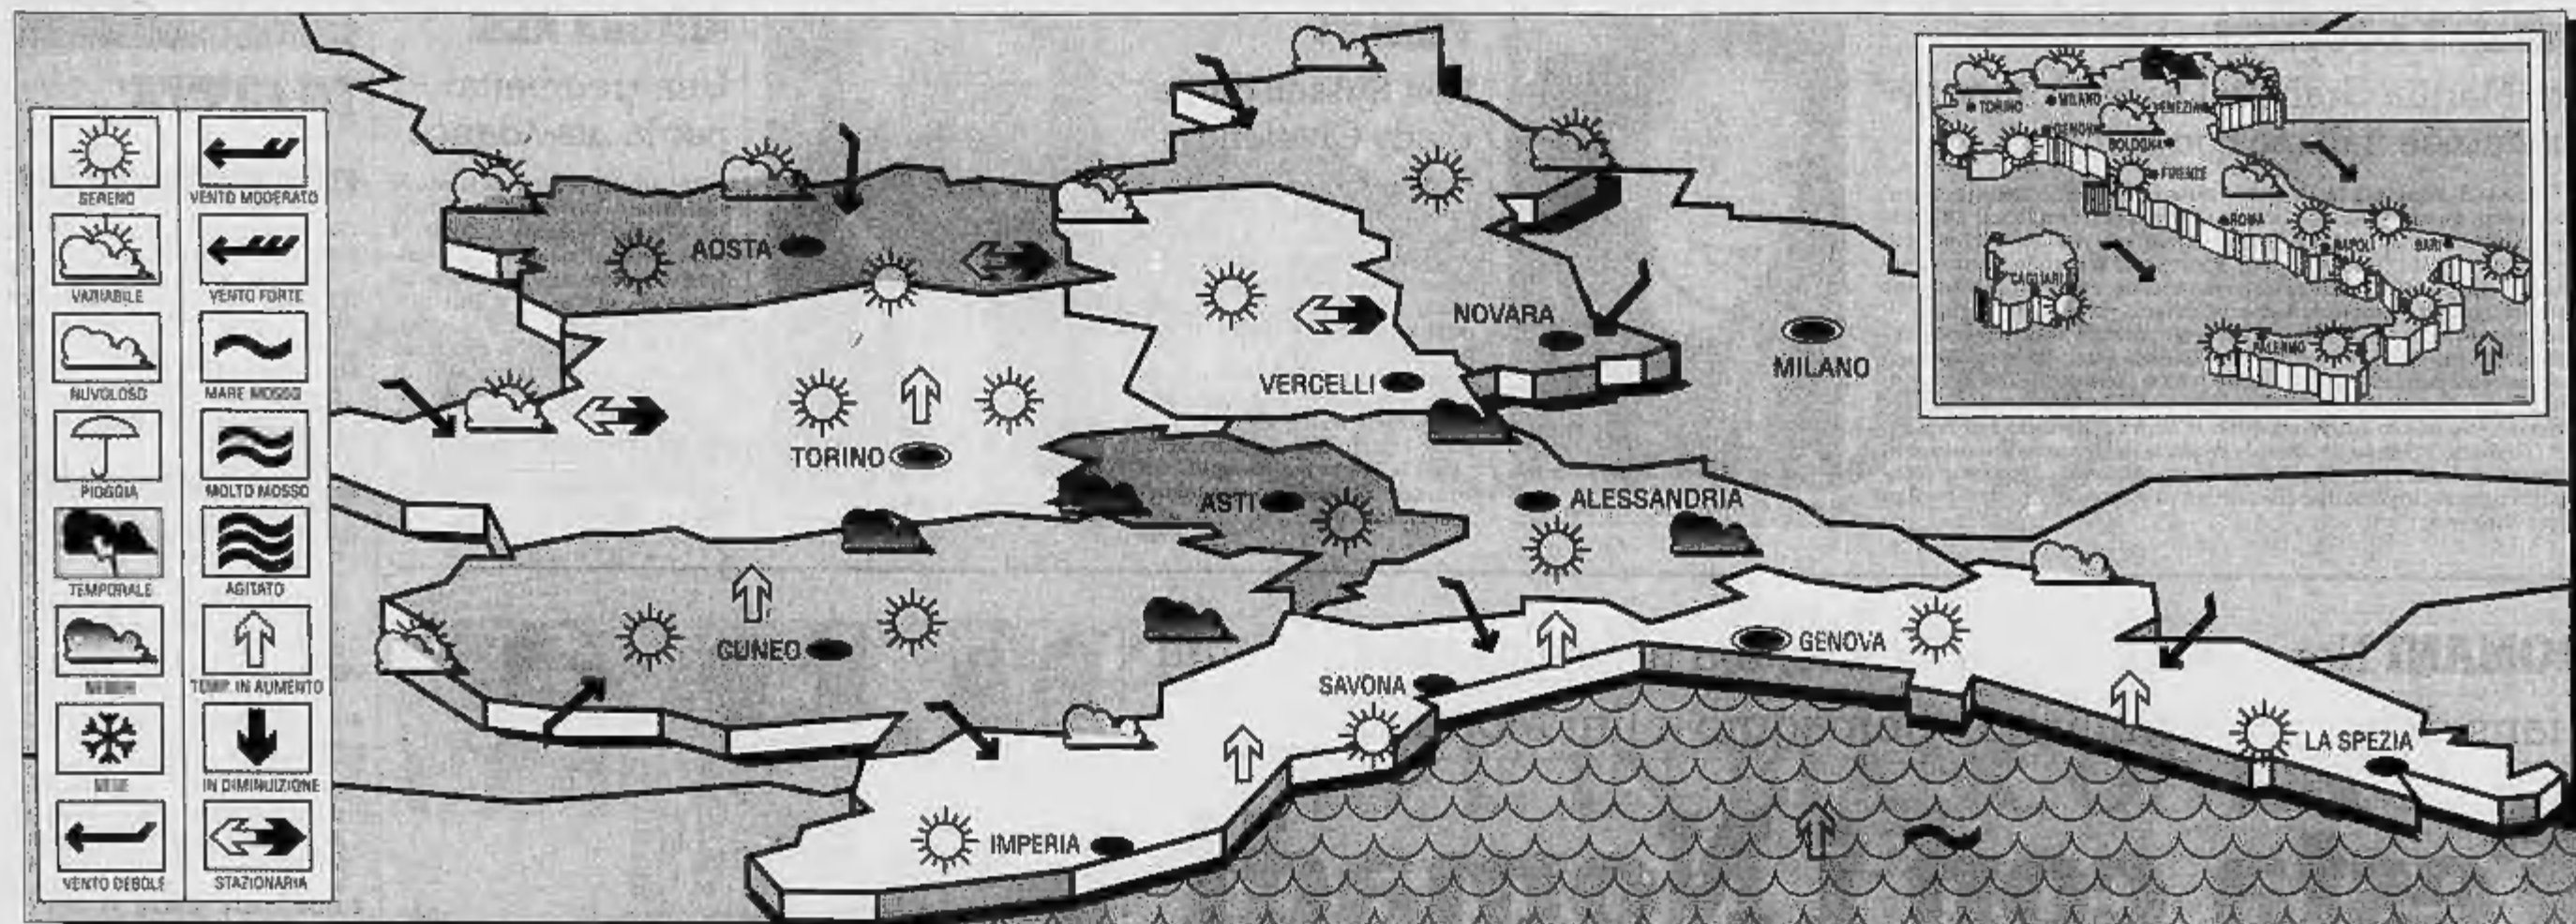 SERENO
VENTO MODERATO
VARIABILE
VENTO FORTE
NUVOLOSO
MARE MOSSO
PIOGGIA
MOLTO MOSSO
TEMPORALE
AGITATO
TEMP. IN AUMENTO
IN DIMINUIZIONE
VENTO DEBOLE
STAZIONARIA
AOSTA
NOVARA
MILANO
VERCELLI
TORINO
ASTI
ALESSANDRIA
CUNEO
GENOVA
SAVONA
LA SPEZIA
IMPERIA
TORINO
MILANO
VENEZIA
GENOVA
BOLOGNA
FIRENZE
ROMA
NAPOLI
BARI
CAGLIARI
PALERMO